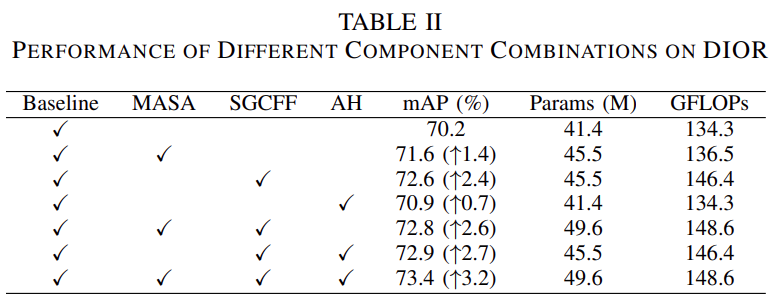 TABLE II
PERFORMANCE OF DIFFERENT COMPONENT COMBINATIONS ON DIOR
Baseline MASA SGCFF AH mAP (%) Params (M) GFLOPs
✓ 70.2 41.4 134.3
✓ ✓ 71.6 (↑1.4) 45.5 136.5
✓ ✓ 72.6 (↑2.4) 45.5 146.4
✓ ✓ 70.9 (↑0.7) 41.4 134.3
✓ ✓ ✓ 72.8 (↑2.6) 49.6 148.6
✓ ✓ ✓ 72.9 (↑2.7) 45.5 146.4
✓ ✓ ✓ ✓ 73.4 (↑3.2) 49.6 148.6